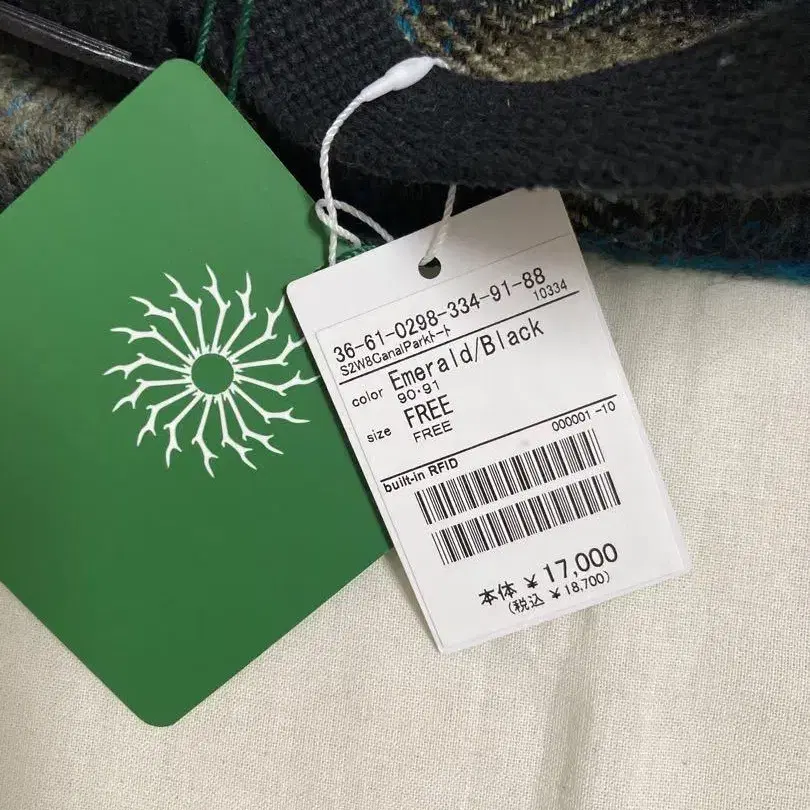 36-61-0298-334-91-88
S2W8CanalParkトート 10334
color Emerald/Black
90·91
size FREE
FREE
000001 -10
built-in RFID
本体 ¥17,000
(税込 ¥18,700)